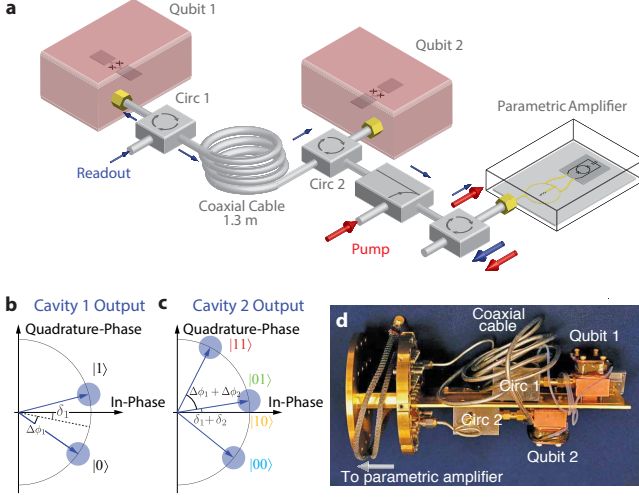 a
Qubit 1
Qubit 2
Circ 1
Parametric Amplifier
Readout
Circ 2
Coaxial Cable
1.3 m
Pump
b Cavity 1 Output
Quadrature-Phase
|1⟩
In-Phase
δ1
Δϕ1
|0⟩
c Cavity 2 Output
Quadrature-Phase
|11⟩
|01⟩
Δϕ1 + Δϕ2
In-Phase
δ1+δ2
|10⟩
|00⟩
d
Coaxial
cable
Qubit 1
Circ 1
Circ 2
Qubit 2
To parametric amplifier